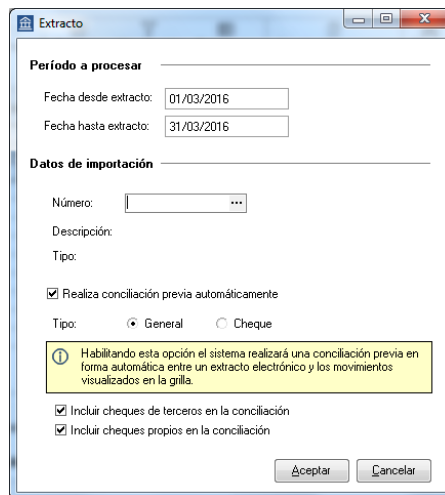 Extracto
Período a procesar
Fecha desde extracto: 01/03/2016
Fecha hasta extracto: 31/03/2016
Datos de importación
Número: ...
Descripción:
Tipo:
Realiza conciliación previa automáticamente
Tipo: General Cheque
Habilitando esta opción el sistema realizará una conciliación previa en
forma automática entre un extracto electrónico y los movimientos
visualizados en la grilla.
Incluir cheques de terceros en la conciliación
Incluir cheques propios en la conciliación
Aceptar Cancelar